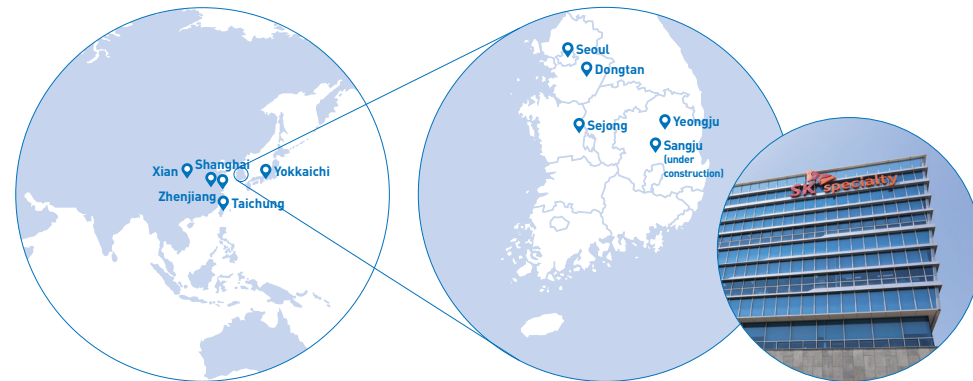 Xian
Shanghai
Zhenjiang
Taichung
Yokkaichi
Seoul
Dongtan
Sejong
Yeongju
Sangju
(under
construction)
SK specialty